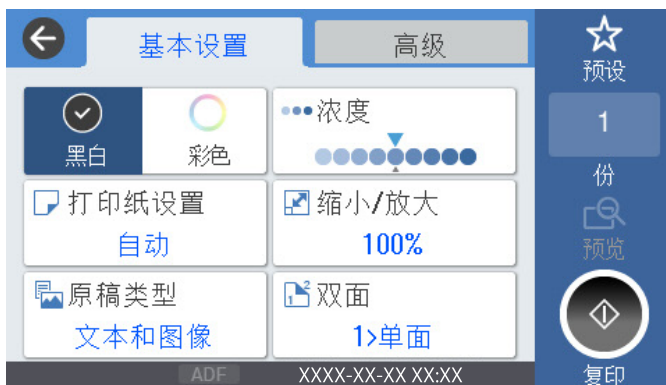 基本设置
高级
预设
黑白
彩色
浓度
1
份
打印纸设置
自动
缩小/放大
100%
预览
原稿类型
文本和图像
1 2 双面
1>单面
ADF
XXXX-XX-XX XX:XX
复印